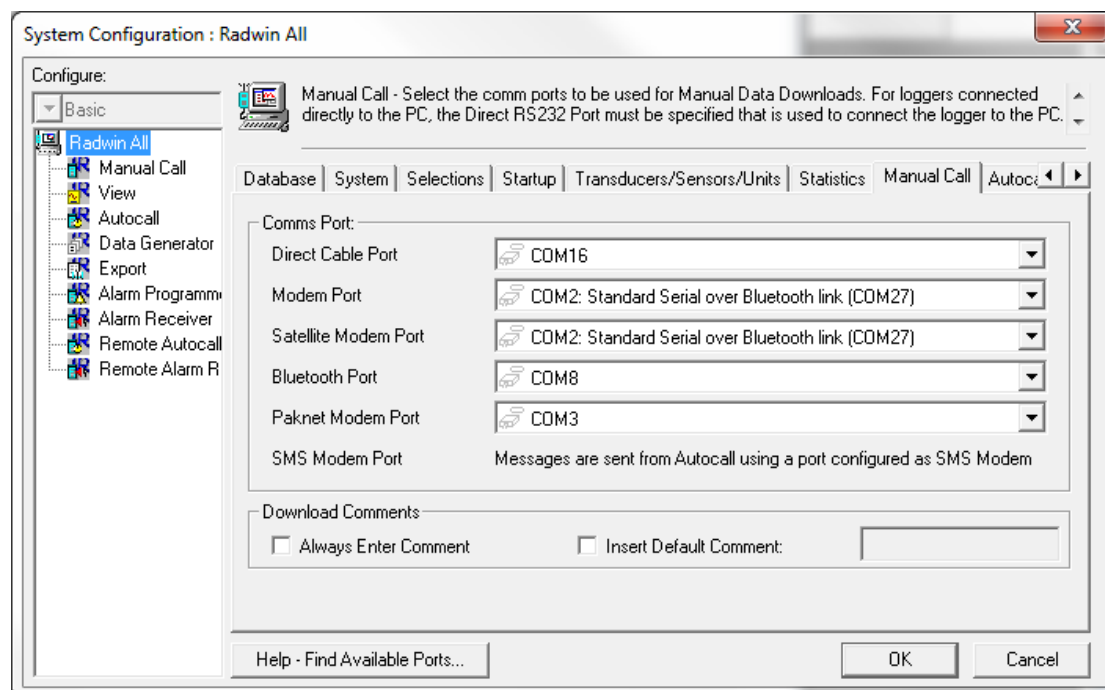 System Configuration : Radwin All
Configure:
Basic
Radwin All
Manual Call
View
Autocall
Data Generator
Export
Alarm Programm
Alarm Receiver
Remote Autocall
Remote Alarm R
Manual Call - Select the comm ports to be used for Manual Data Downloads. For loggers connected
directly to the PC, the Direct RS232 Port must be specified that is used to connect the logger to the PC.
Database System Selections Startup Transducers/Sensors/Units Statistics Manual Call Autoca
Comms Port:
Direct Cable Port COM16
Modem Port COM2: Standard Serial over Bluetooth link (COM27)
Satellite Modem Port COM2: Standard Serial over Bluetooth link (COM27)
Bluetooth Port COM8
Paknet Modem Port COM3
SMS Modem Port Messages are sent from Autocall using a port configured as SMS Modem
Download Comments
Always Enter Comment Insert Default Comment:
Help - Find Available Ports... OK Cancel